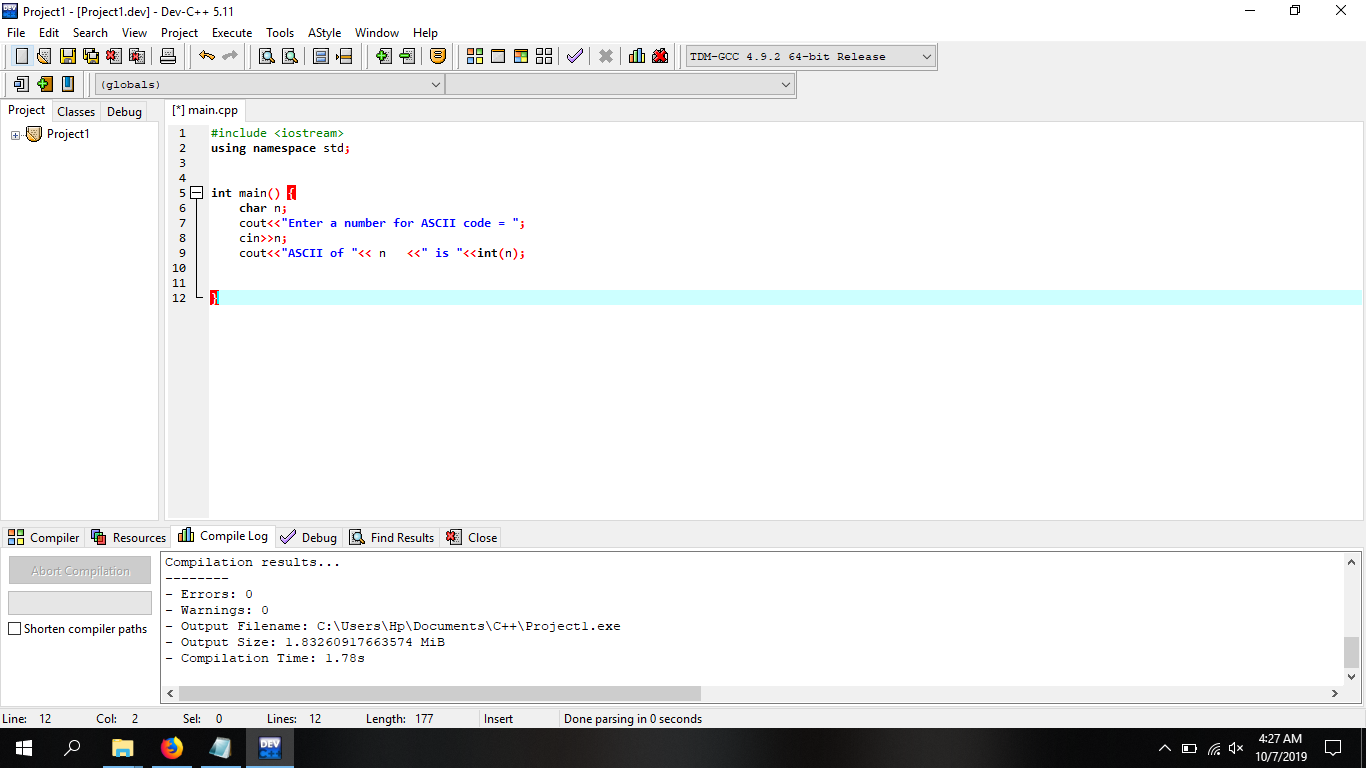 Project1 - [Project1.dev] - Dev-C++ 5.11
File Edit Search View Project Execute Tools AStyle Window Help
TDM-GCC 4.9.2 64-bit Release
(globals)
Project Classes Debug
[*] main.cpp
Project1
1 #include <iostream>
2 using namespace std;
3
4
5 int main() {
6 char n;
7 cout<<"Enter a number for ASCII code = ";
8 cin>>n;
9 cout<<"ASCII of "<< n   <<" is "<<int(n);
10
11
12 }
Compiler Resources Compile Log Debug Find Results Close
Abort Compilation
Shorten compiler paths
Compilation results...
--------
- Errors: 0
- Warnings: 0
- Output Filename: C:\Users\Hp\Documents\C++\Project1.exe
- Output Size: 1.83260917663574 MiB
- Compilation Time: 1.78s
Line: 12 Col: 2 Sel: 0 Lines: 12 Length: 177 Insert Done parsing in 0 seconds
DEV
4:27 AM
10/7/2019